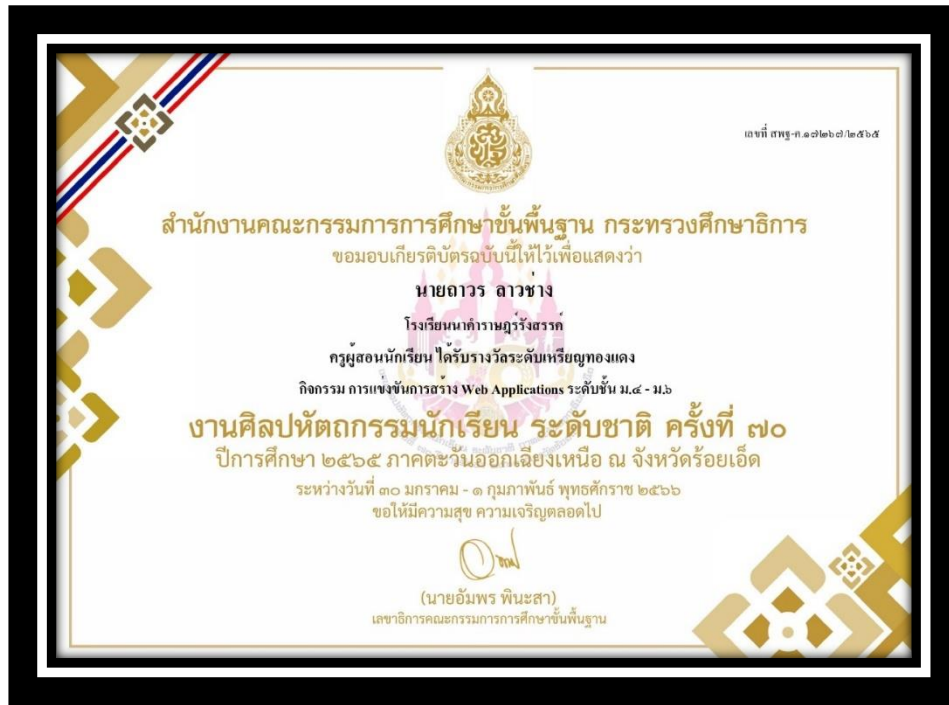 เลขที่ สพฐ-ค.๑๗๒๖๗/๒๕๖๕
สำนักงานคณะกรรมการการศึกษาขั้นพื้นฐาน กระทรวงศึกษาธิการ
ขอมอบเกียรติบัตรฉบับนี้ให้ไว้เพื่อแสดงว่า
นายถาวร ลาวช่าง
โรงเรียนนาคำราษฎร์รังสรรค์
ครูผู้สอนนักเรียน ได้รับรางวัลระดับเหรียญทองแดง
กิจกรรม การแข่งขันการสร้าง Web Applications ระดับชั้น ม.๔ - ม.๖
งานศิลปหัตถกรรมนักเรียน ระดับชาติ ครั้งที่ ๗๐
ปีการศึกษา ๒๕๖๕ ภาคตะวันออกเฉียงเหนือ ณ จังหวัดร้อยเอ็ด
ระหว่างวันที่ ๓๐ มกราคม - ๑ กุมภาพันธ์ พุทธศักราช ๒๕๖๖
ขอให้มีความสุข ความเจริญตลอดไป
(นายอัมพร พินะสา)
เลขาธิการคณะกรรมการการศึกษาขั้นพื้นฐาน